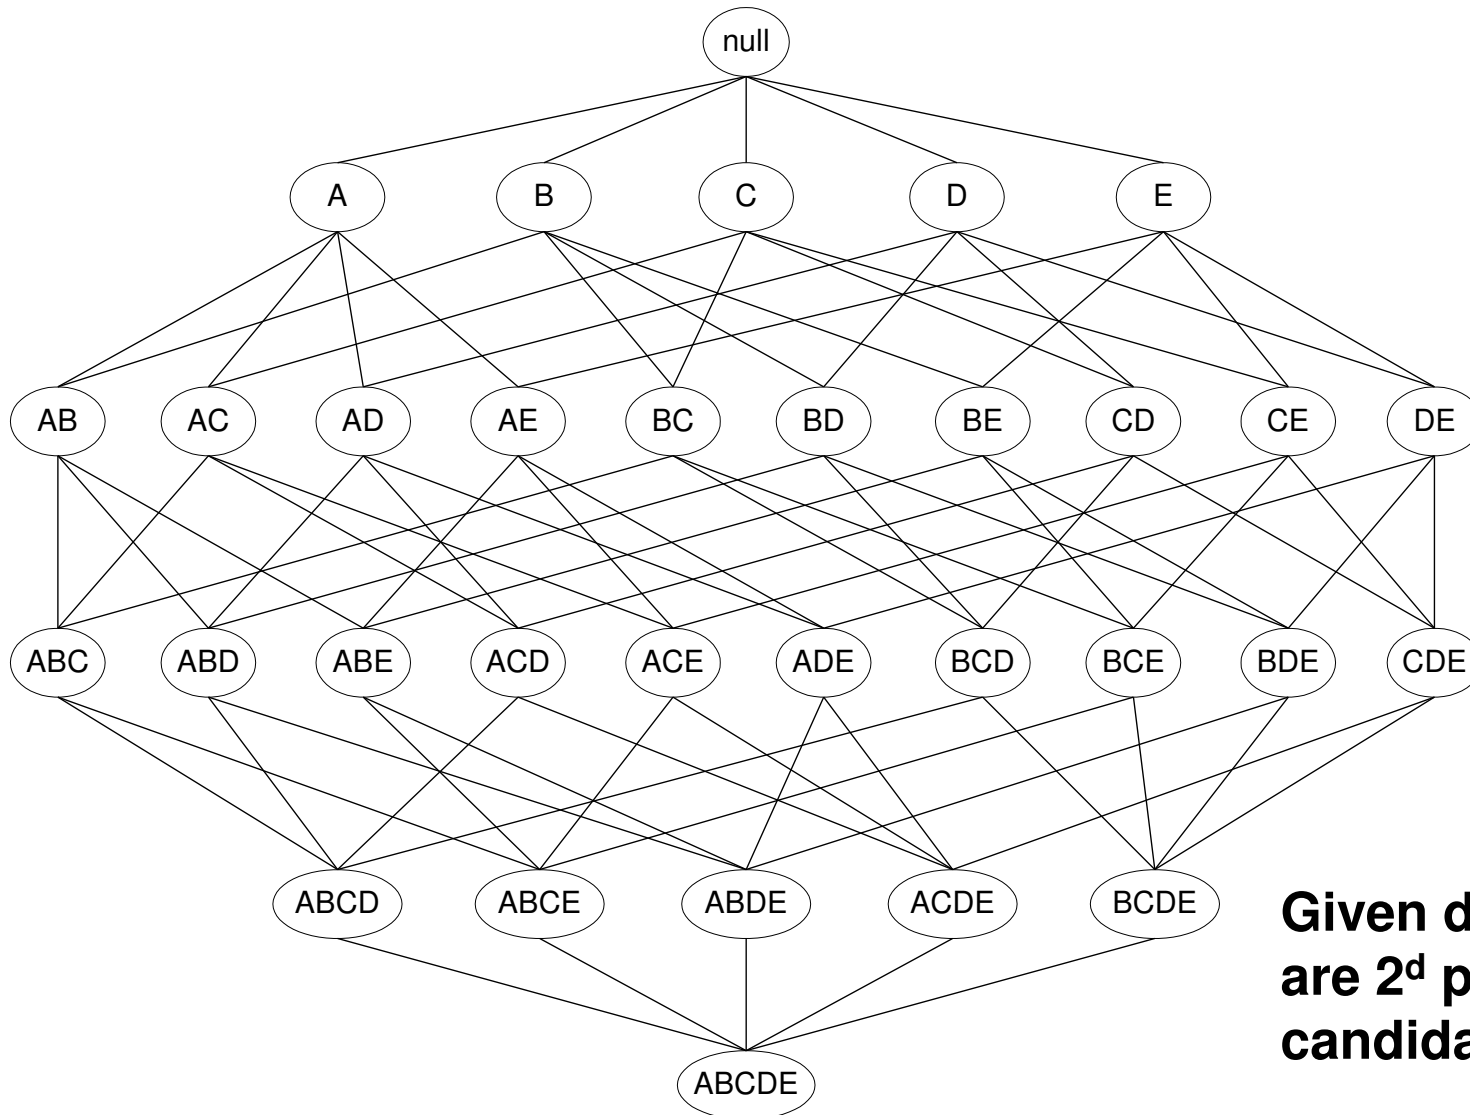 null
A B C D E
AB AC AD AE BC BD BE CD CE DE
ABC ABD ABE ACD ACE ADE BCD BCE BDE CDE
ABCD ABCE ABDE ACDE BCDE
Given
are 2ᵈ
ABCDE